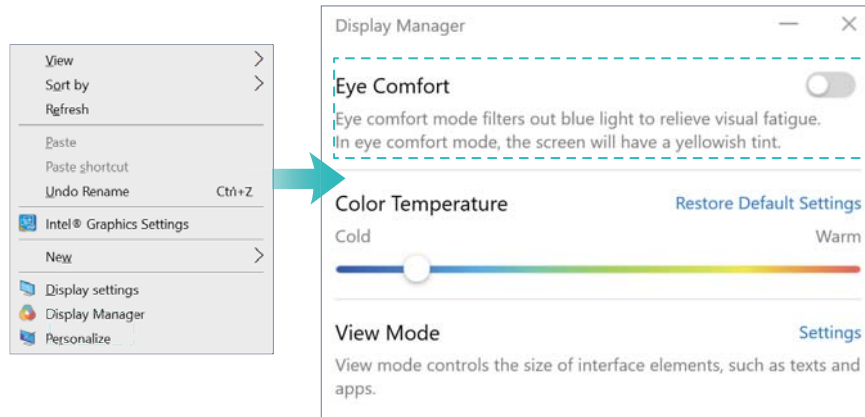 View
Sort by
Refresh
Paste
Paste shortcut
Undo Rename Ctrl+Z
Intel® Graphics Settings
New
Display settings
Display Manager
Personalize
Display Manager
Eye Comfort
Eye comfort mode filters out blue light to relieve visual fatigue.
In eye comfort mode, the screen will have a yellowish tint.
Color Temperature Restore Default Settings
Cold Warm
View Mode Settings
View mode controls the size of interface elements, such as texts and
apps.